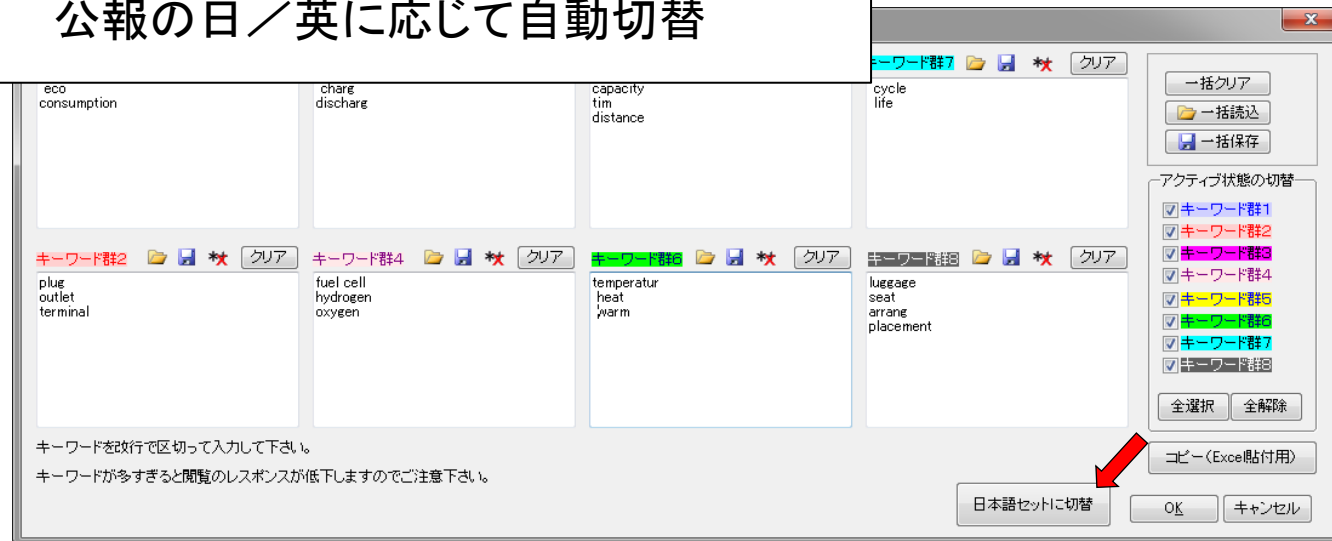 公報の日／英に応じて自動切替
キーワード群7 クリア
eco
consumption
charg
discharg
capacity
tim
distance
cycle
life
一括クリア
一括読込
一括保存
アクティブ状態の切替
キーワード群1
キーワード群2
キーワード群3
キーワード群4
キーワード群5
キーワード群6
キーワード群7
キーワード群8
全選択 全解除
キーワード群2 クリア
plug
outlet
terminal
キーワード群4 クリア
fuel cell
hydrogen
oxygen
キーワード群6 クリア
temperatur
heat
warm
キーワード群8 クリア
luggage
seat
arrang
placement
キーワードを改行で区切って入力して下さい。
キーワードが多すぎると閲覧のレスポンスが低下しますのでご注意下さい。
コピー(Excel貼付用)
日本語セットに切替
OK キャンセル